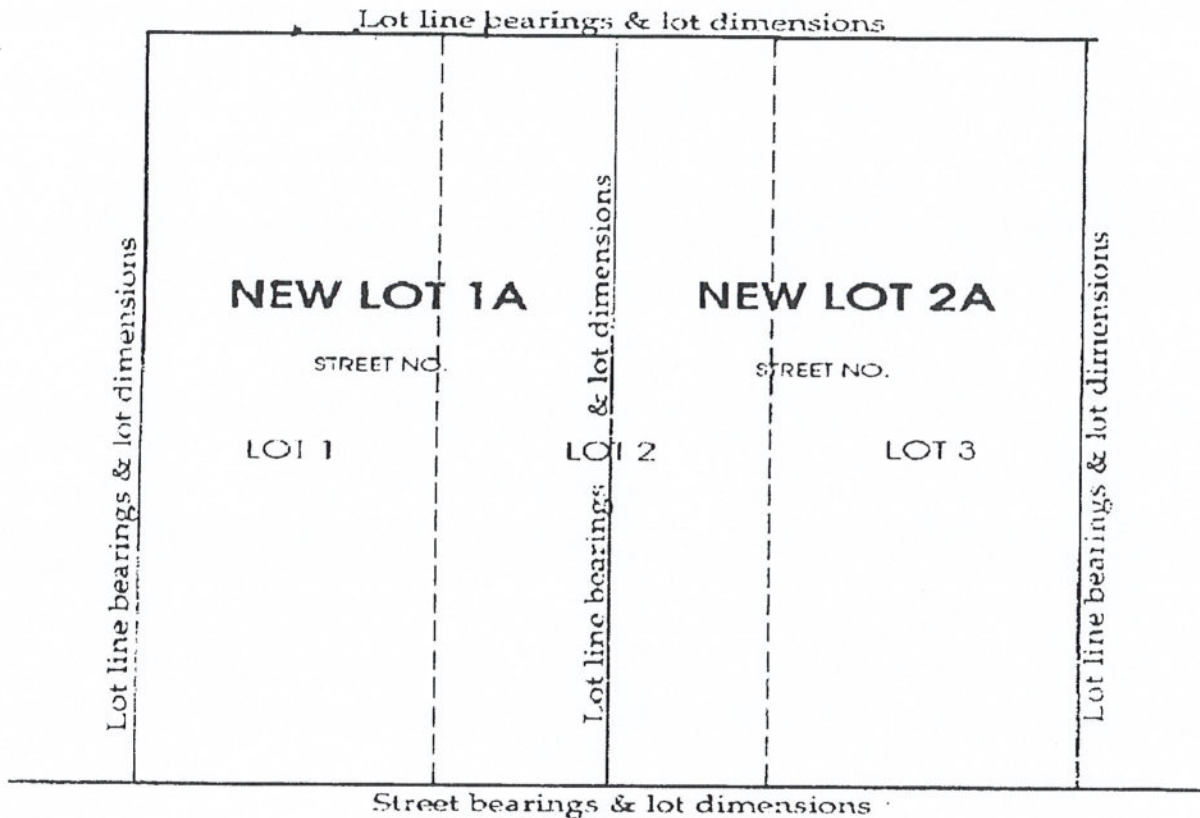 Lot line bearings & lot dimensions
Lot line bearings & lot dimensions
NEW LOT 1A
STREET NO.
LOT 1
Lot line bearings & lot dimensions
LOT 2
NEW LOT 2A
STREET NO.
LOT 3
Lot line bearings & lot dimensions
Street bearings & lot dimensions